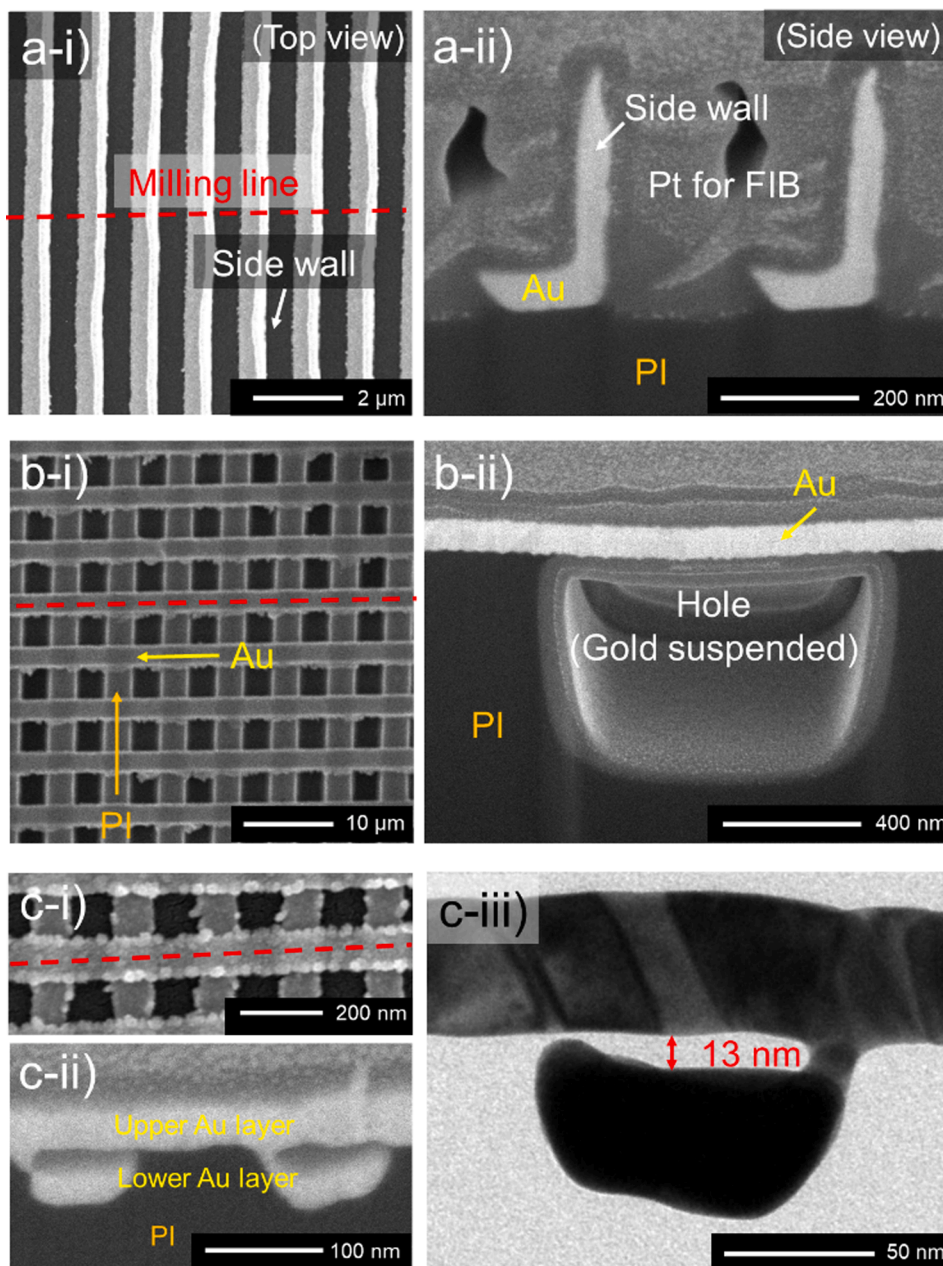 a-i)
(Top view)
Milling line
Side wall
2 µm
a-ii)
(Side view)
Side wall
Pt for FIB
Au
PI
200 nm
b-i)
Au
PI
10 µm
b-ii)
Au
Hole
(Gold suspended)
PI
400 nm
c-i)
200 nm
c-ii)
Upper Au layer
Lower Au layer
PI
100 nm
c-iii)
13 nm
50 nm